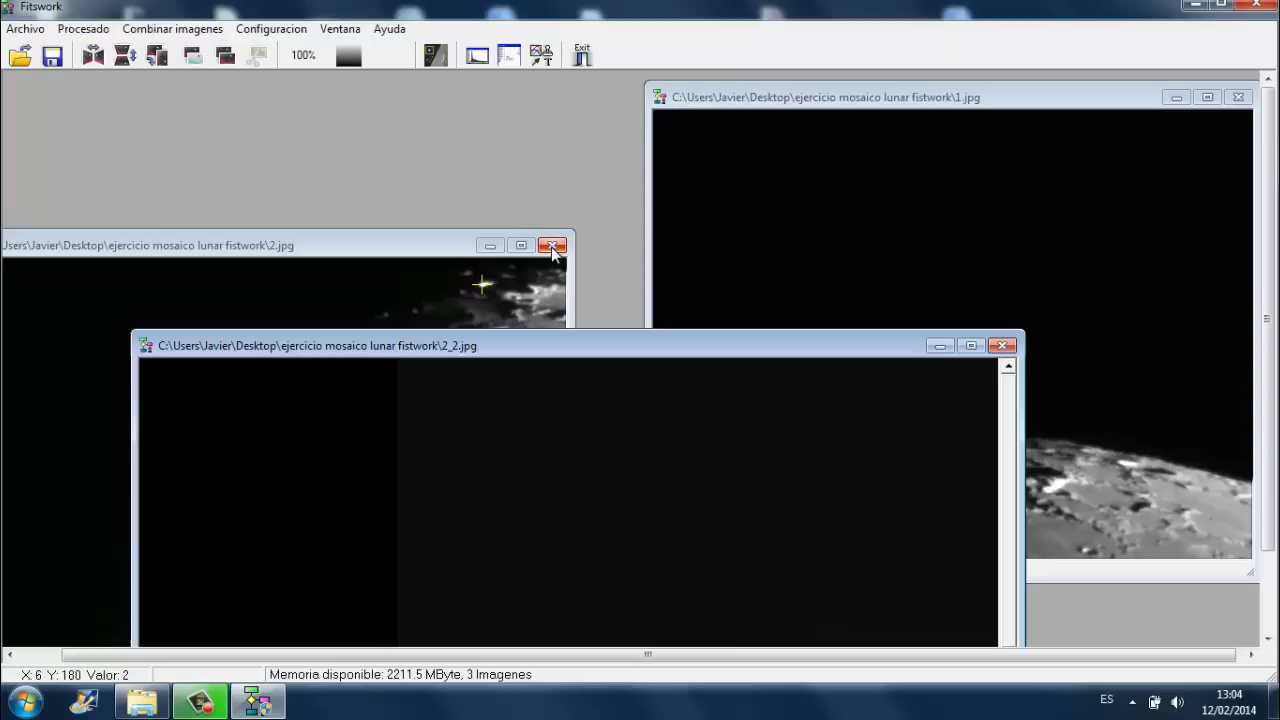 Fitswork
Archivo Procesado Combinar imagenes Configuracion Ventana Ayuda
100%
Exit
C:\Users\Javier\Desktop\ejercicio mosaico lunar fistwork\1.jpg
Jsers\Javier\Desktop\ejercicio mosaico lunar fistwork\2.jpg
C:\Users\Javier\Desktop\ejercicio mosaico lunar fistwork\2_2.jpg
X: 6 Y: 180 Valor: 2
Memoria disponible: 2211.5 MByte, 3 Imagenes
ES
13:04
12/02/2014